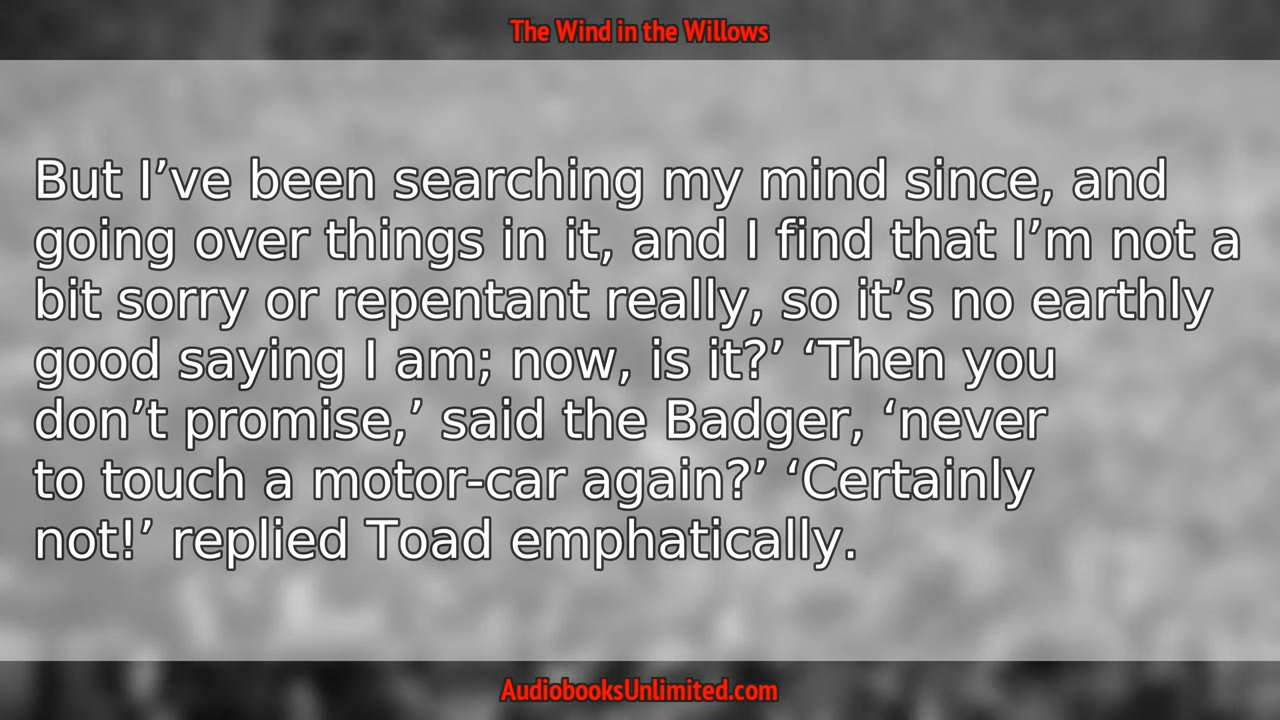 The Wind in the Willows
But I’ve been searching my mind since, and
going over things in it, and I find that I’m not a
bit sorry or repentant really, so it’s no earthly
good saying I am; now, is it?’ ‘Then you
don’t promise,’ said the Badger, ‘never
to touch a motor-car again?’ ‘Certainly
not!’ replied Toad emphatically.
AudiobooksUnlimited.com